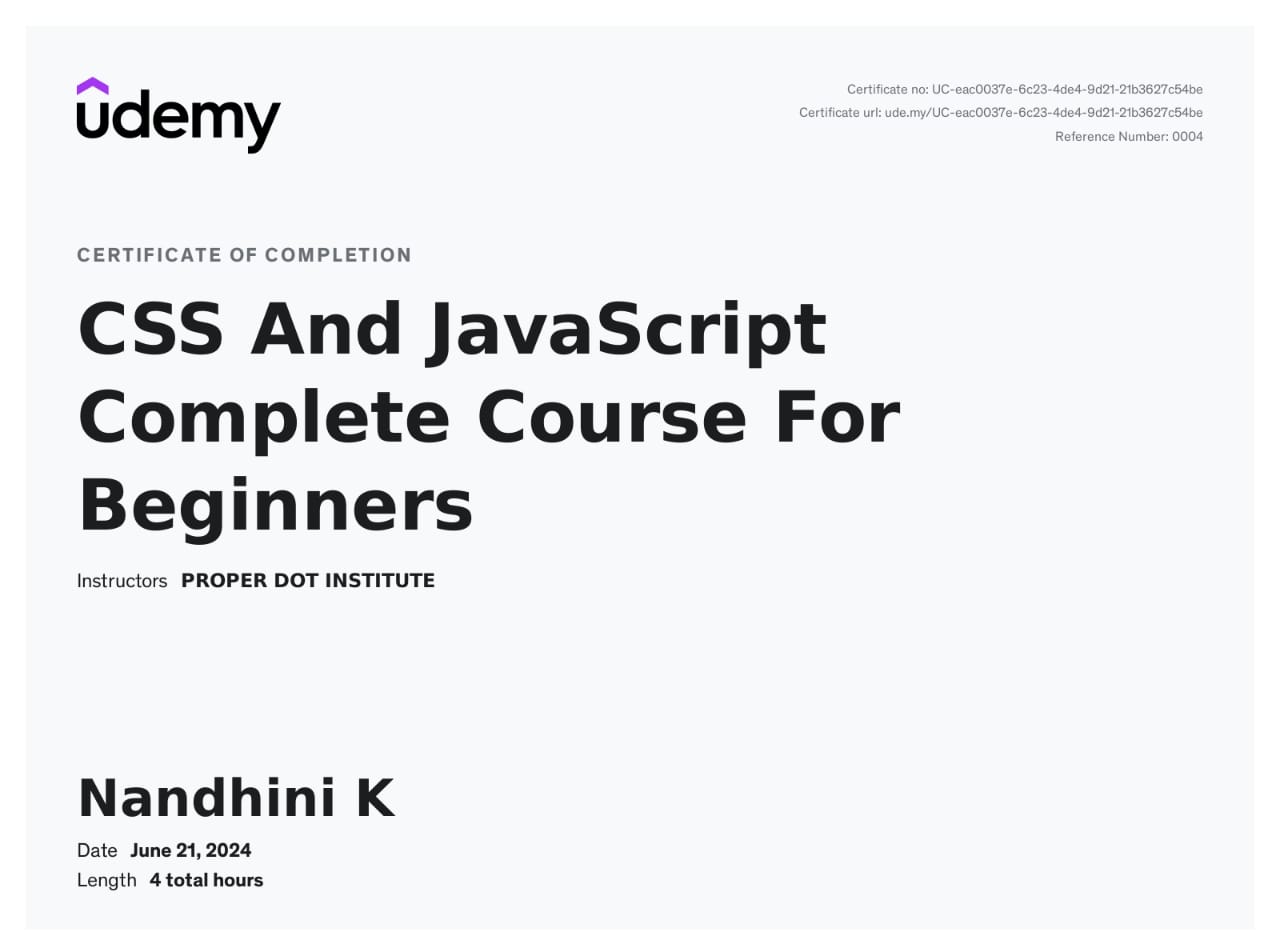 udemy
Certificate no: UC-eac0037e-6c23-4de4-9d21-21b3627c54be
Certificate url: ude.my/UC-eac0037e-6c23-4de4-9d21-21b3627c54be
Reference Number: 0004
CERTIFICATE OF COMPLETION
CSS And JavaScript
Complete Course For
Beginners
Instructors PROPER DOT INSTITUTE
Nandhini K
Date June 21, 2024
Length 4 total hours